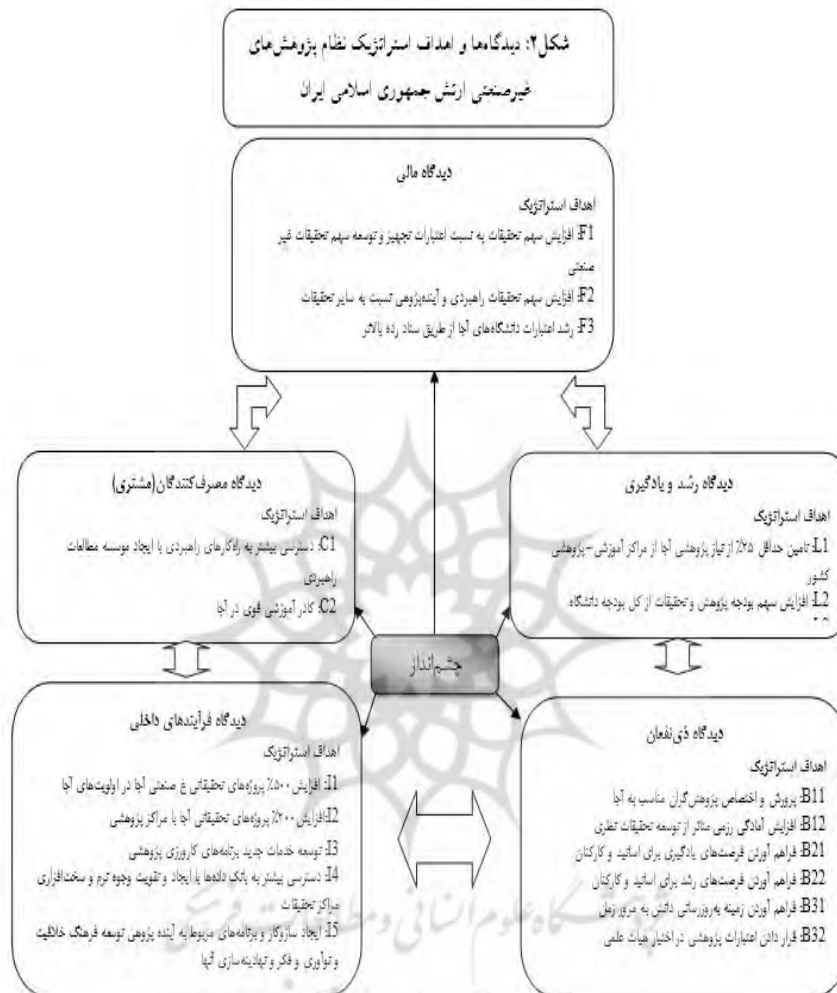 شکل۲: دیدگاه‌ها و اهداف استراتژیک نظام پژوهش‌های
غیرصنعتی ارتش جمهوری اسلامی ایران
دیدگاه مالی
اهداف استراتژیک
F1: افزایش سهم تحقیقات به نسبت اعتبارات تجهیز و توسعه سهم تحقیقات غیر
صنعتی
F2: افزایش سهم تحقیقات راهبردی و آینده‌پژوهی نسبت به سایر تحقیقات
F3: رشد اعتبارات دانشگاه‌های آجا از طریق ستاد رده بالاتر
دیدگاه رشد و یادگیری
اهداف استراتژیک
L1: تامین حداقل ۲۵٪ از نیاز پژوهشی آجا از مراکز آموزشی-پژوهشی
کشور
L2: افزایش سهم بودجه پژوهش و تحقیقات از کل بودجه دانشگاه
دیدگاه مصرف‌کنندگان(مشتری)
اهداف استراتژیک
C1: دسترسی بیشتر به راه‌کارهای راهبردی با ایجاد موسسه مطالعات
راهبردی
C2: کادر آموزشی قوی در آجا
چشم‌انداز
دیدگاه ذی‌نفعان
اهداف استراتژیک
B11: پرورش و اختصاص پژوهش‌گران مناسب به آجا
B12: افزایش آمادگی رزمی متاثر از توسعه تحقیقات نظری
B21: فراهم آوردن فرصت‌های یادگیری برای اساتید و کارکنان
B22: فراهم آوردن فرصت‌های رشد برای اساتید و کارکنان
B31: فراهم آوردن زمینه به‌روزرسانی دانش به مرور زمان
B32: قرار دادن اعتبارات پژوهشی در اختیار هیات علمی
دیدگاه فرآیندهای داخلی
اهداف استراتژیک
I1: افزایش ۵۰۰٪ پروژه‌های تحقیقاتی غ صنعتی آجا در اولویت‌های آجا
I2: افزایش ۲۰۰٪ پروژه‌های تحقیقاتی آجا با مراکز پژوهشی
I3: توسعه خدمات جدید برنامه‌های کارورزی پژوهشی
I4: دسترسی بیشتر به بانک داده‌ها با ایجاد و تقویت وجوه نرم و سخت‌افزاری
مراکز تحقیقات
I5: ایجاد سازوکار و برنامه‌های مربوط به آینده پژوهی توسعه فرهنگ خلاقیت
و نوآوری و فکر و نهادینه‌سازی آنها
پژوهشگاه علوم انسانی و مطالعات فرهنگی